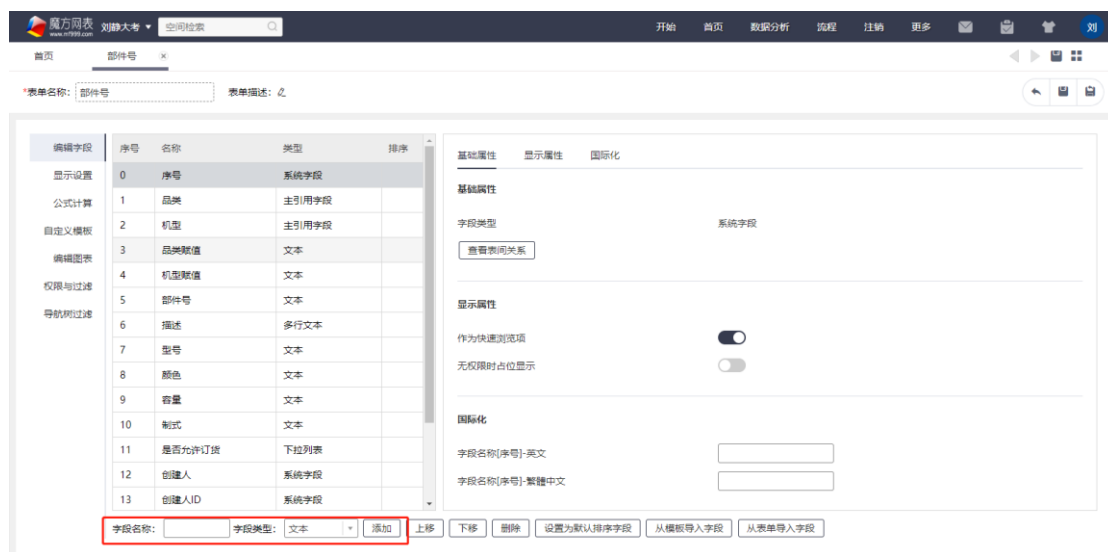 魔方网表 刘静大考 空间检索 开始 首页 数据分析 流程 注销 更多 刘
www.mf999.com
首页 部件号
*表单名称： 部件号 表单描述：
编辑字段
显示设置
公式计算
自定义模板
编辑图表
权限与过滤
导航树过滤
序号 名称 类型 排序
0 序号 系统字段
1 品类 主引用字段
2 机型 主引用字段
3 品类赋值 文本
4 机型赋值 文本
5 部件号 文本
6 描述 多行文本
7 型号 文本
8 颜色 文本
9 容量 文本
10 制式 文本
11 是否允许订货 下拉列表
12 创建人 系统字段
13 创建人ID 系统字段
基础属性 显示属性 国际化
基础属性
字段类型 系统字段
查看表间关系
显示属性
作为快速浏览项
无权限时占位显示
国际化
字段名称[序号]-英文
字段名称[序号]-繁體中文
字段名称： 字段类型： 文本 添加 上移 下移 删除 设置为默认排序字段 从模板导入字段 从表单导入字段